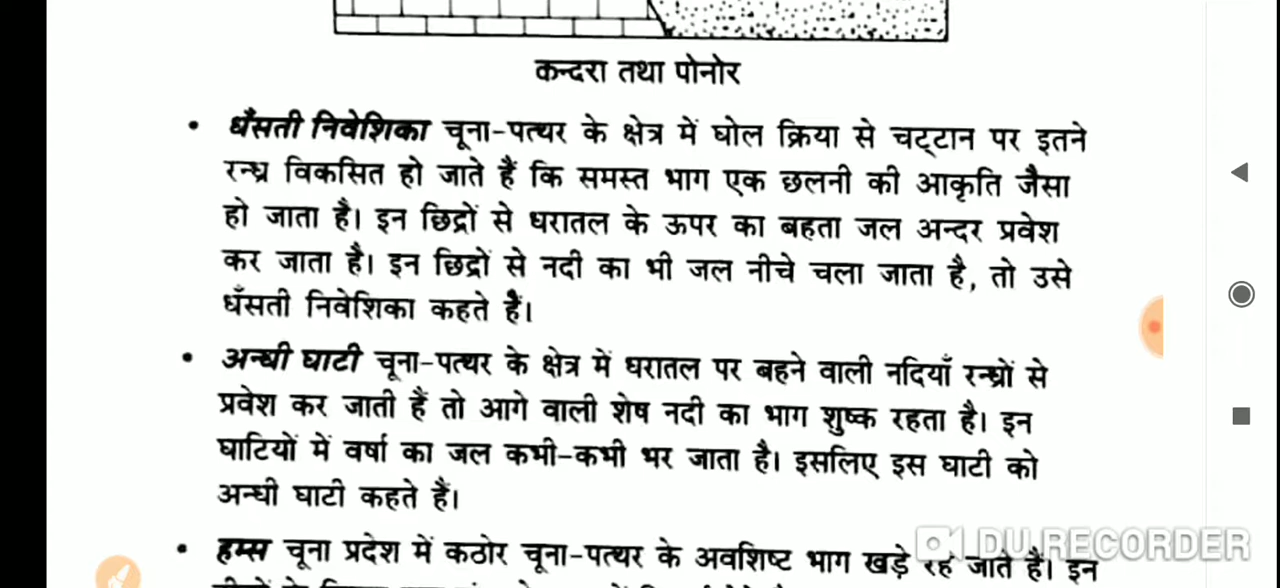 कन्दरा तथा पोनोर
• धँसती निवेशिका चूना-पत्थर के क्षेत्र में घोल क्रिया से चट्टान पर इतने
रन्ध्र विकसित हो जाते हैं कि समस्त भाग एक छलनी की आकृति जैसा
हो जाता है। इन छिद्रों से धरातल के ऊपर का बहता जल अन्दर प्रवेश
कर जाता है। इन छिद्रों से नदी का भी जल नीचे चला जाता है, तो उसे
धँसती निवेशिका कहते हैं।
• अन्धी घाटी चूना-पत्थर के क्षेत्र में धरातल पर बहने वाली नदियाँ रन्ध्रों से
प्रवेश कर जाती हैं तो आगे वाली शेष नदी का भाग शुष्क रहता है। इन
घाटियों में वर्षा का जल कभी-कभी भर जाता है। इसलिए इस घाटी को
अन्धी घाटी कहते हैं।
• हम्स चूना प्रदेश में कठोर चूना-पत्थर के अवशिष्ट भाग खड़े रह जाते हैं। इन
DU RECORDER